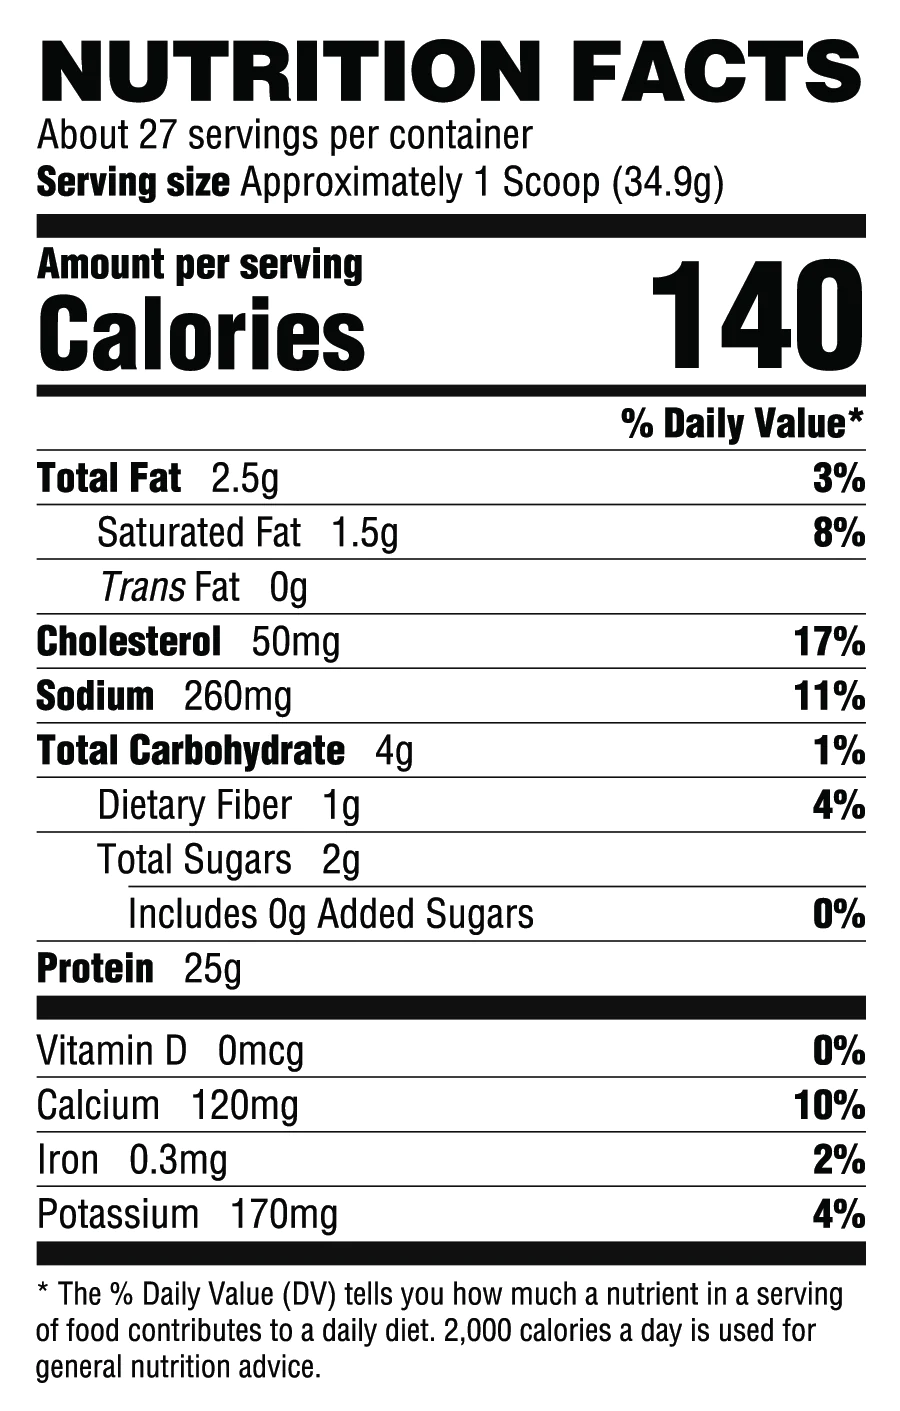 NUTRITION FACTS
About 27 servings per container
Serving size Approximately 1 Scoop (34.9g)
Amount per serving
Calories 140
% Daily Value*
Total Fat 2.5g 3%
Saturated Fat 1.5g 8%
Trans Fat 0g
Cholesterol 50mg 17%
Sodium 260mg 11%
Total Carbohydrate 4g 1%
Dietary Fiber 1g 4%
Total Sugars 2g
Includes 0g Added Sugars 0%
Protein 25g
Vitamin D 0mcg 0%
Calcium 120mg 10%
Iron 0.3mg 2%
Potassium 170mg 4%
* The % Daily Value (DV) tells you how much a nutrient in a serving
of food contributes to a daily diet. 2,000 calories a day is used for
general nutrition advice.